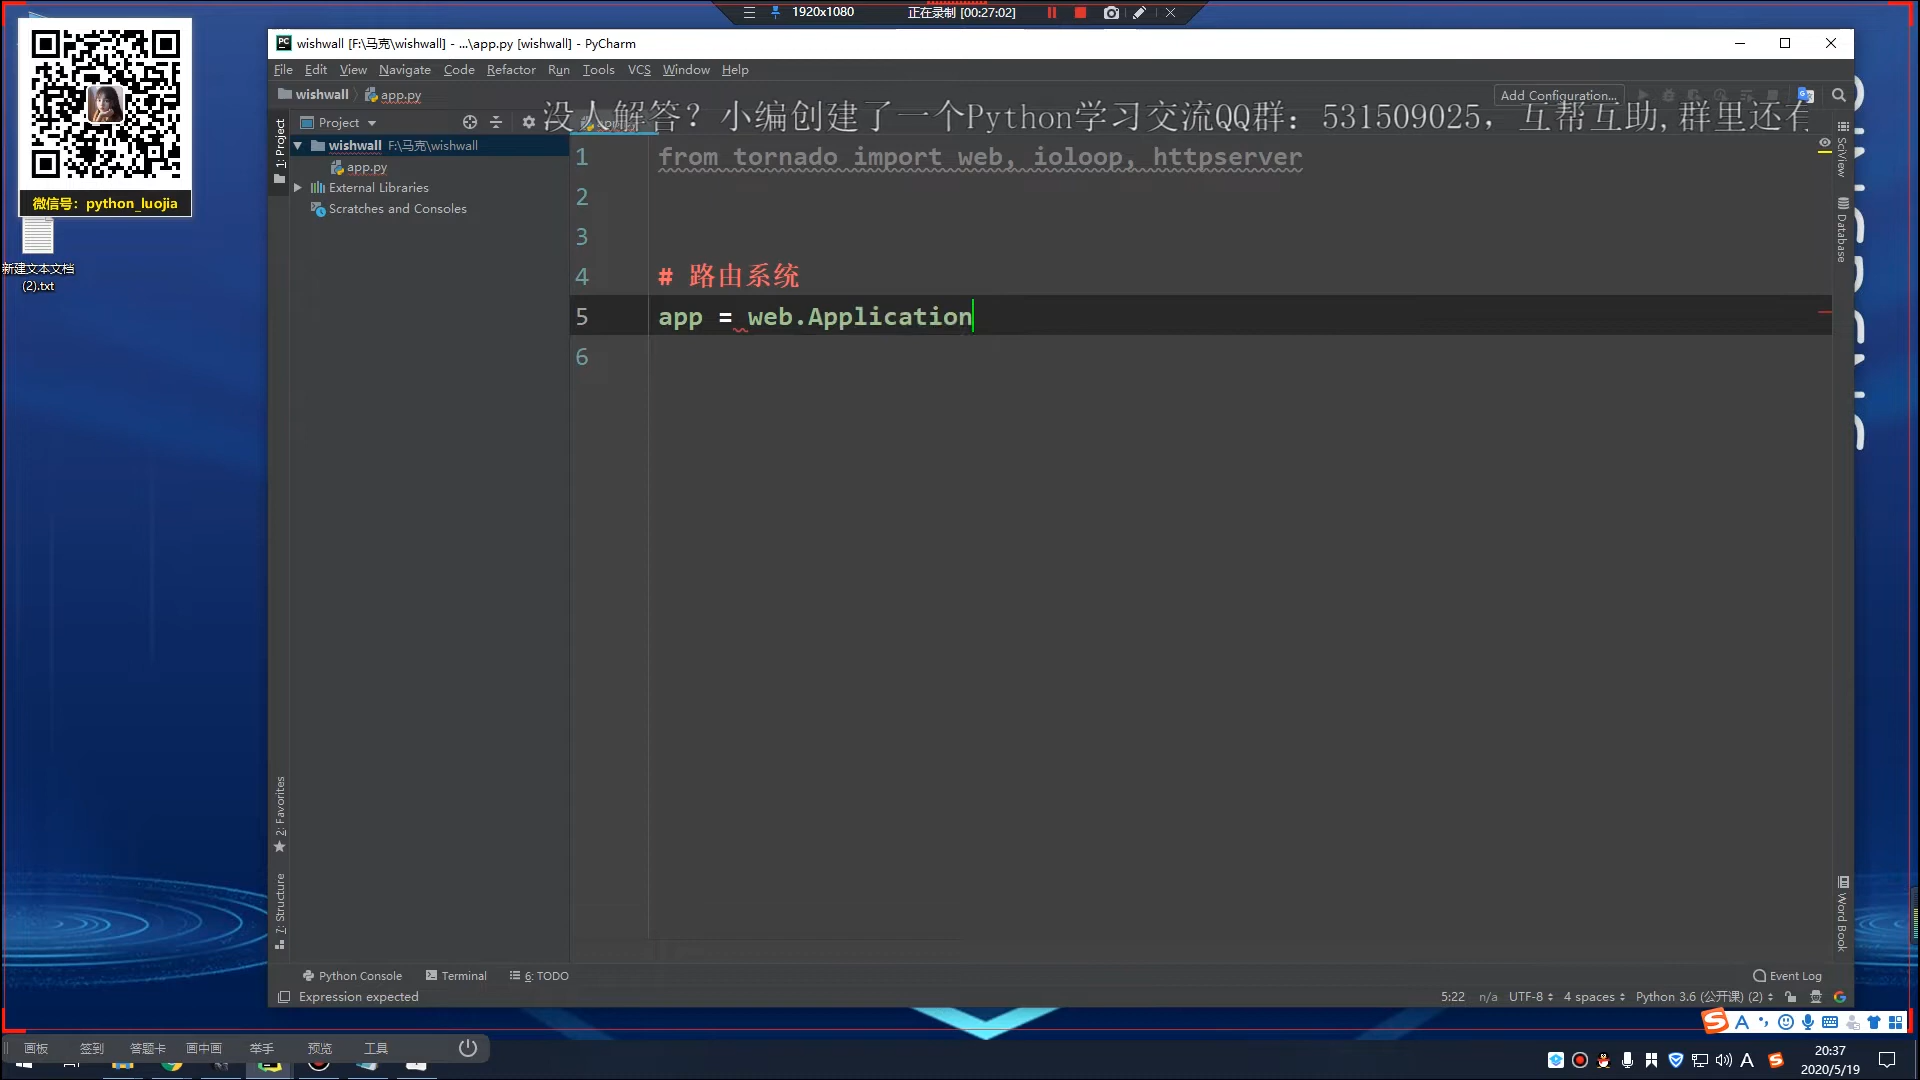 1920x1080
正在录制 [00:27:02]
wishwall [F:\马克\wishwall] - ...\app.py [wishwall] - PyCharm
File Edit View Navigate Code Refactor Run Tools VCS Window Help
wishwall
app.py
Add Configuration...
没人解答？小编创建了一个Python学习交流QQ群：531509025，互帮互助,群里还有
Project
1: Project
wishwall F:\马克\wishwall
app.py
External Libraries
Scratches and Consoles
微信号：python_luojia
新建文本文档
(2).txt
1 from tornado import web, ioloop, httpserver
2
3
4 # 路由系统
5 app = web.Application
6
SciView
Database
Word Book
2: Favorites
7: Structure
Python Console
Terminal
6: TODO
Event Log
Expression expected
5:22 n/a UTF-8 4 spaces Python 3.6 (公开课) (2)
画板 签到 答题卡 画中画 举手 预览 工具
20:37
2020/5/19